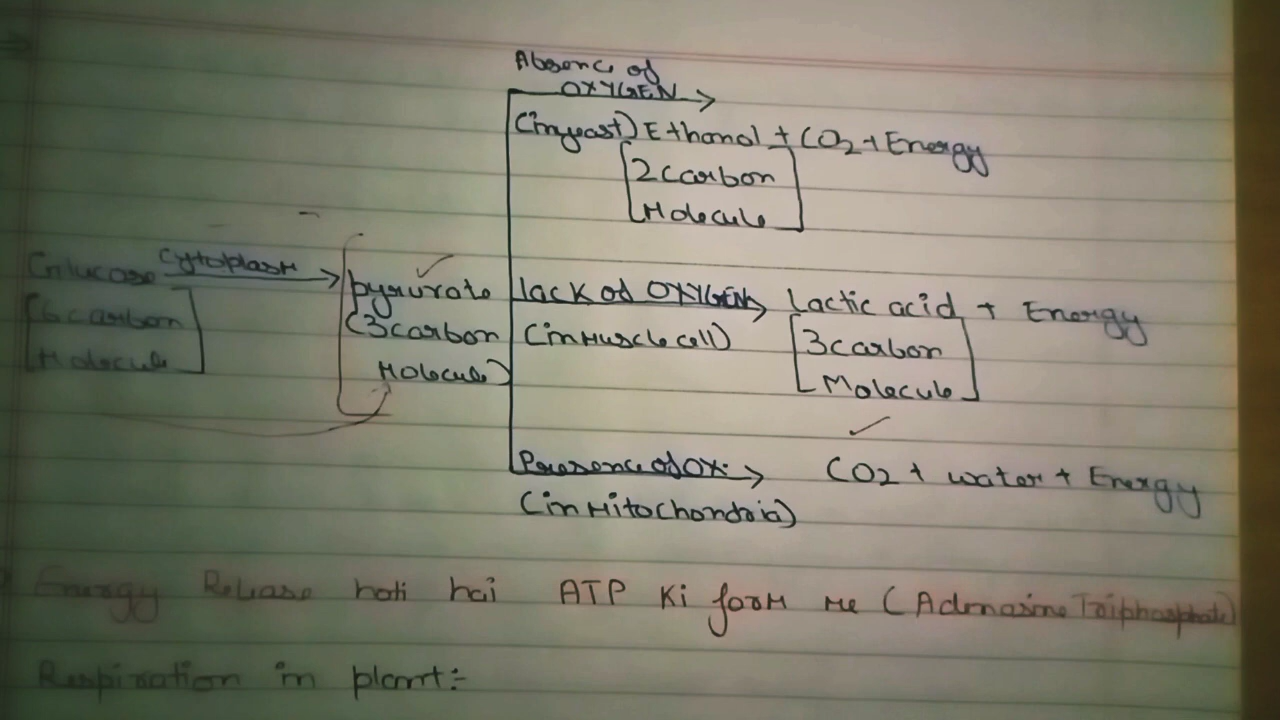 Absence of
OXYGEN
(in yeast) Ethanol + CO2 + Energy
[2 carbon
Molecule]
Glucose Cytoplasm
[6 carbon
Molecule]
pyruvate
(3 carbon
Molecule)
lack of OXYGEN Lactic acid + Energy
(in Muscle cell) [3 carbon
Molecule]
Presence of OX. CO2 + water + Energy
(in Mitochondria)
Energy Release hoti hai ATP Ki form me (Adenosine Triphosphate)
Respiration in plant:-